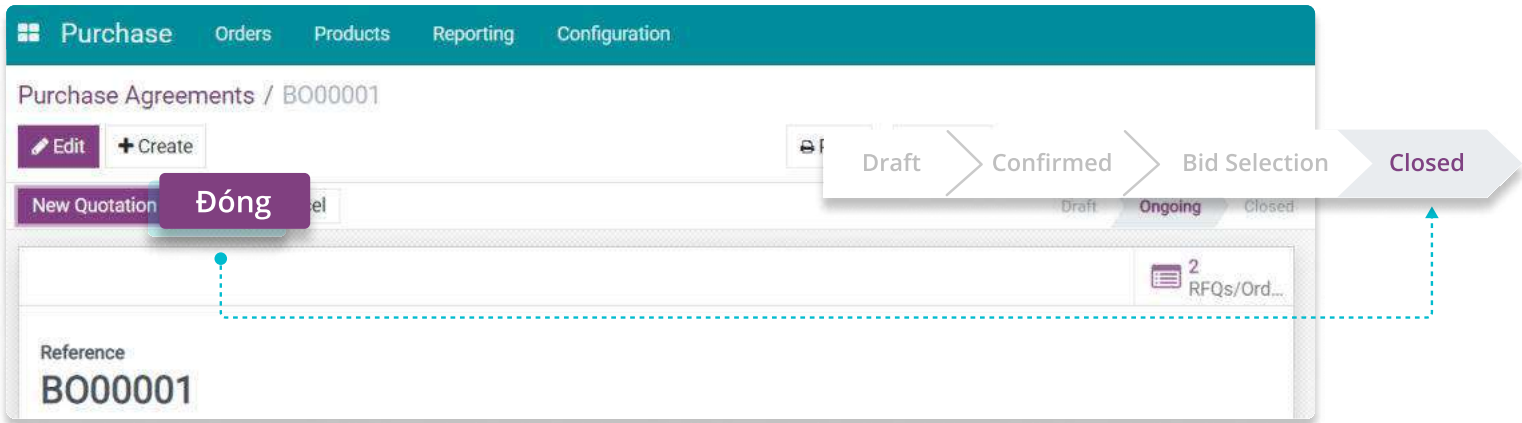 Purchase Orders Products Reporting Configuration
Purchase Agreements / BO00001
Edit + Create
Draft Confirmed Bid Selection Closed
New Quotation Đóng
Draft Ongoing Closed
2
RFQs/Ord...
Reference
BO00001